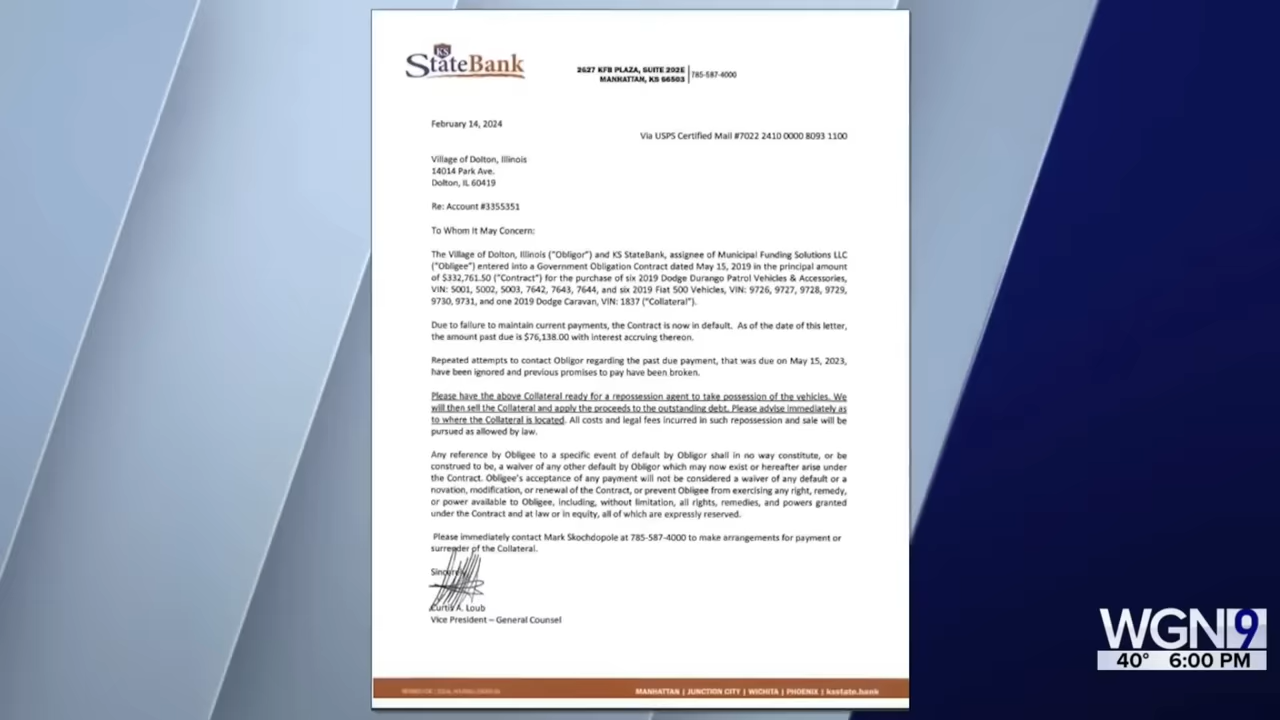 KS
StateBank
2627 KFB PLAZA, SUITE 202E
MANHATTAN, KS 66503
785-587-4000
February 14, 2024
Via USPS Certified Mail #7022 2410 0000 8093 1100
Village of Dolton, Illinois
14014 Park Ave.
Dolton, IL 60419
Re: Account #3355351
To Whom It May Concern:
The Village of Dolton, Illinois ("Obligor") and KS StateBank, assignee of Municipal Funding Solutions LLC
("Obligee") entered into a Government Obligation Contract dated May 15, 2019 in the principal amount
of $332,761.50 ("Contract") for the purchase of six 2019 Dodge Durango Patrol Vehicles & Accessories,
VIN: 5001, 5002, 5003, 7642, 7643, 7644, and six 2019 Fiat 500 Vehicles, VIN: 9726, 9727, 9728, 9729,
9730, 9731, and one 2019 Dodge Caravan, VIN: 1837 ("Collateral").
Due to failure to maintain current payments, the Contract is now in default. As of the date of this letter,
the amount past due is $76,138.00 with interest accruing thereon.
Repeated attempts to contact Obligor regarding the past due payment, that was due on May 15, 2023,
have been ignored and previous promises to pay have been broken.
Please have the above Collateral ready for a repossession agent to take possession of the vehicles. We
will then sell the Collateral and apply the proceeds to the outstanding debt. Please advise immediately as
to where the Collateral is located. All costs and legal fees incurred in such repossession and sale will be
pursued as allowed by law.
Any reference by Obligee to a specific event of default by Obligor shall in no way constitute, or be
construed to be, a waiver of any other default by Obligor which may now exist or hereafter arise under
the Contract. Obligee's acceptance of any payment will not be considered a waiver of any default or a
novation, modification, or renewal of the Contract, or prevent Obligee from exercising any right, remedy,
or power available to Obligee, including, without limitation, all rights, remedies, and powers granted
under the Contract and at law or in equity, all of which are expressly reserved.
Please immediately contact Mark Skochdopole at 785-587-4000 to make arrangements for payment or
surrender of the Collateral.
Sincerely,
Curtis A. Loub
Vice President – General Counsel
MANHATTAN | JUNCTION CITY | WICHITA | PHOENIX | ksstate.bank
WGN9
40° 6:00 PM